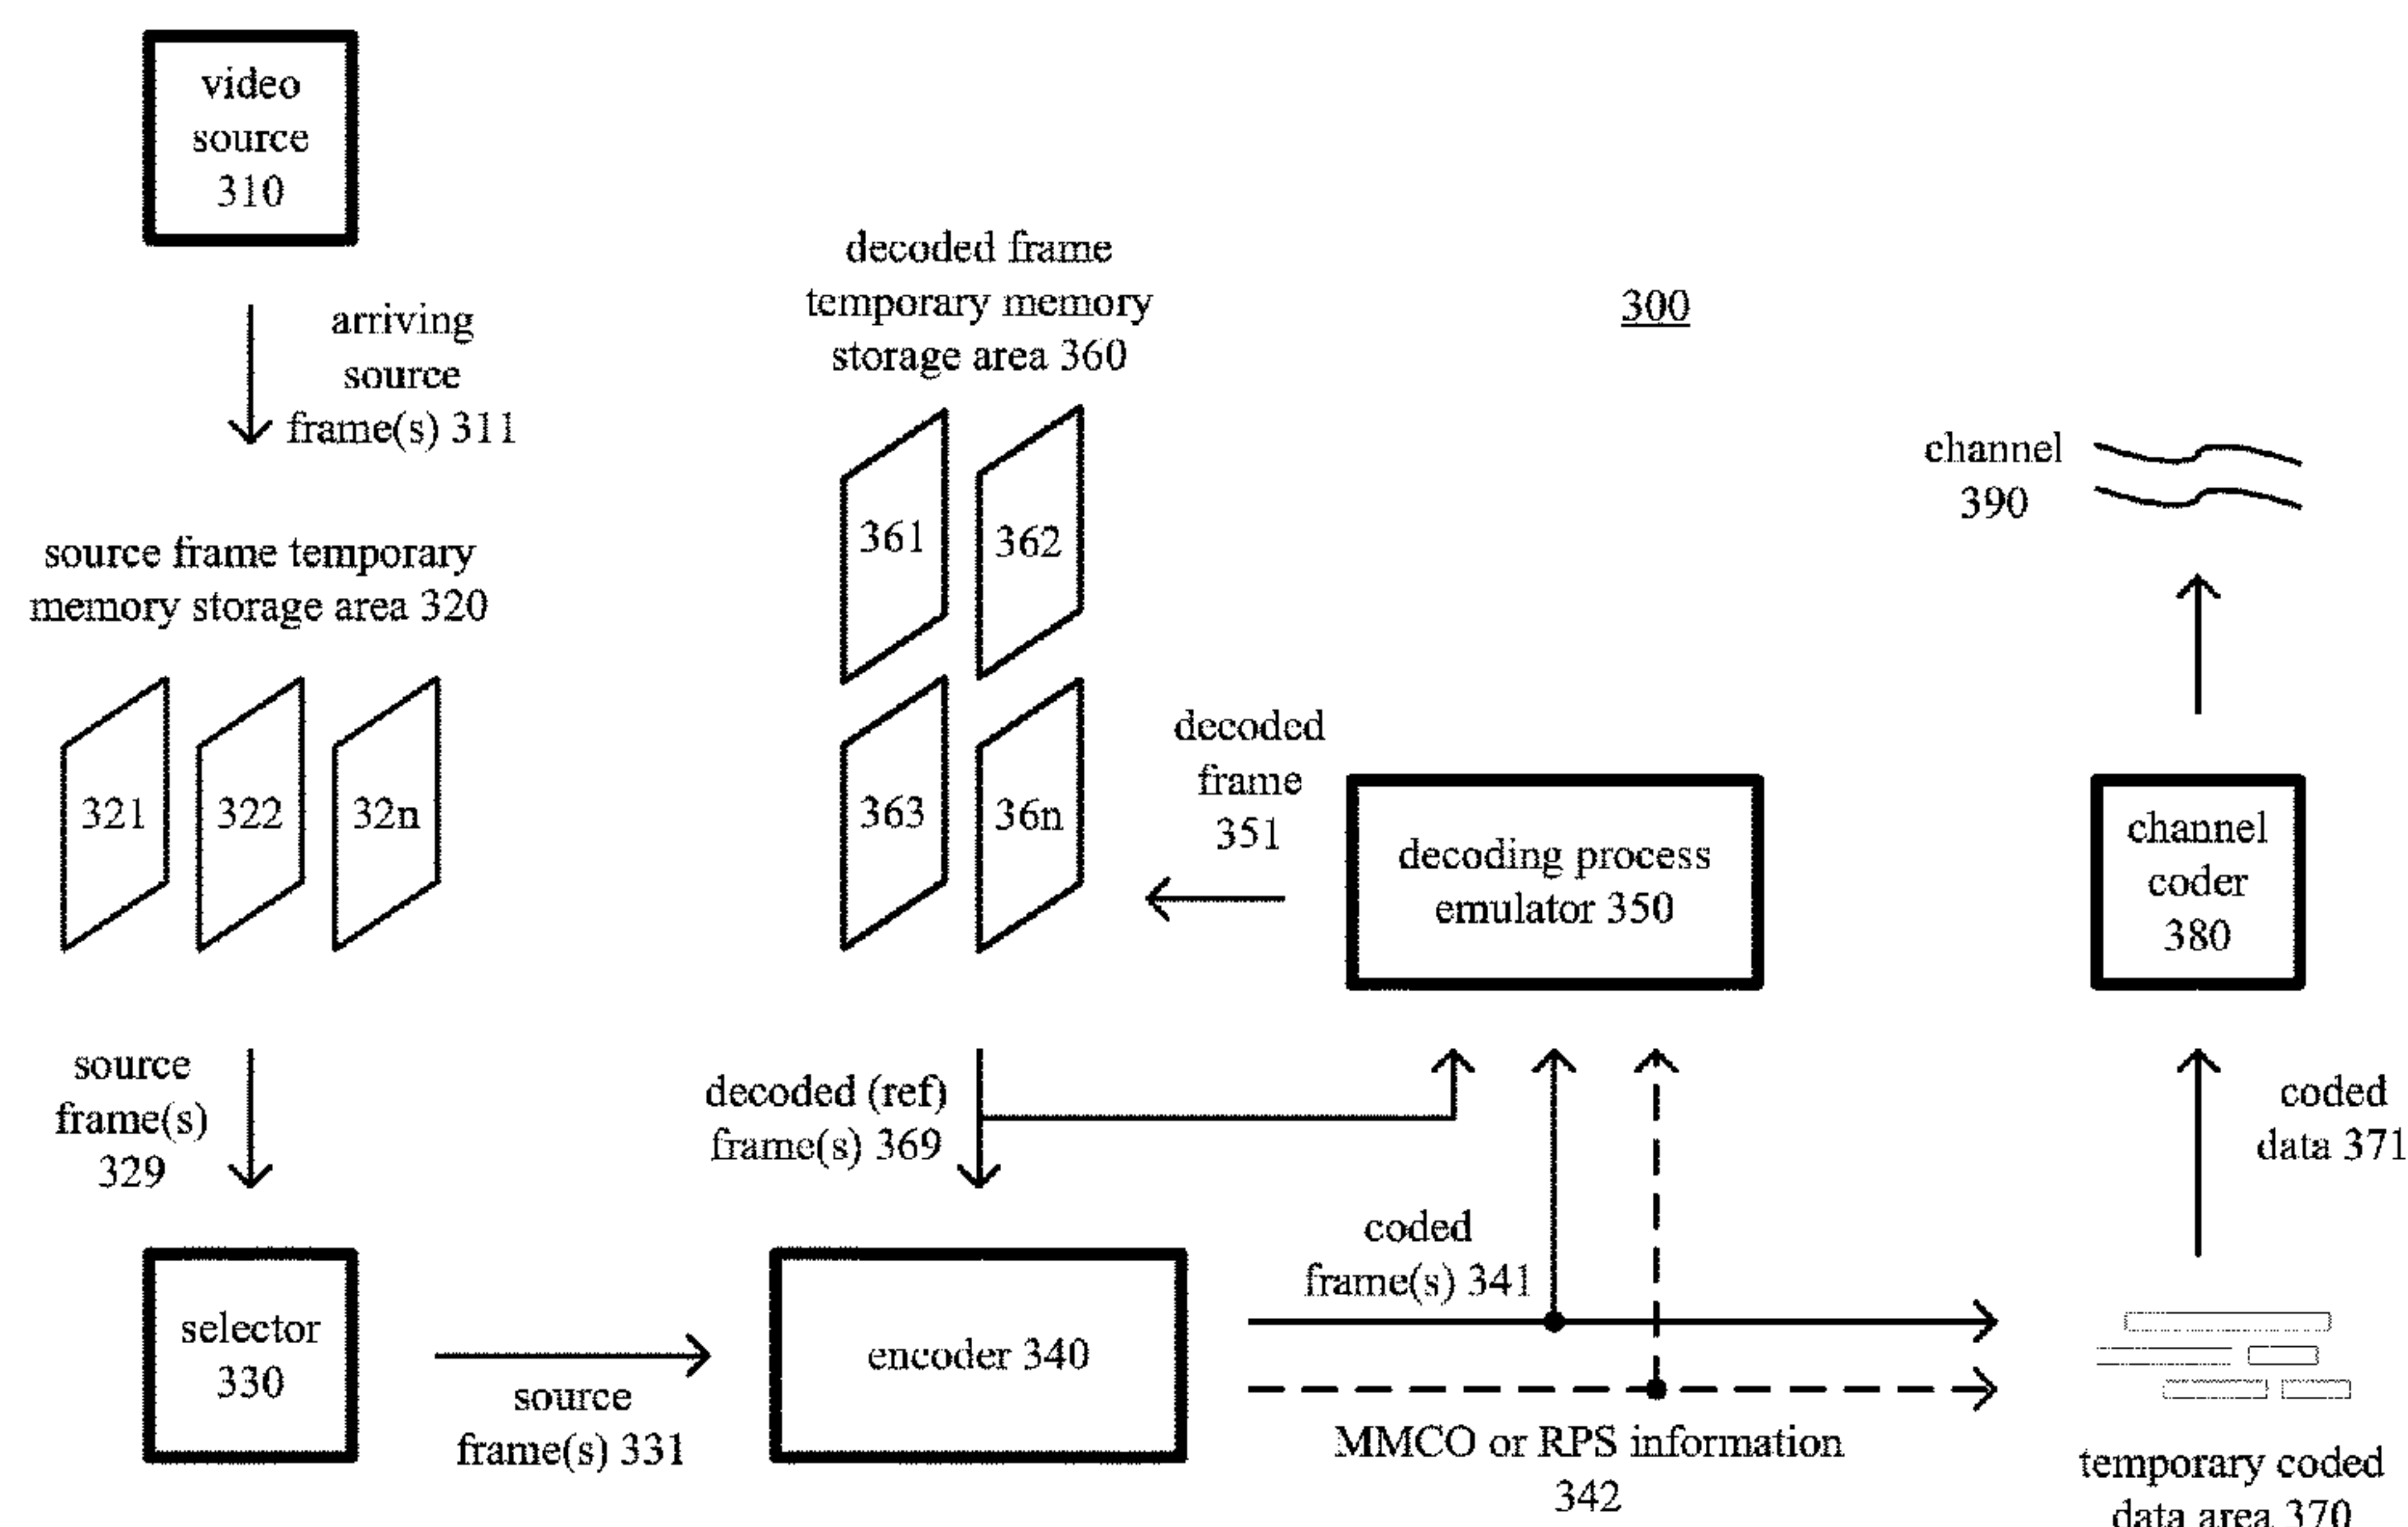 video
source
310
arriving
source
frame(s) 311
source frame temporary
memory storage area 320
321
322
32n
source
frame(s)
329
selector
330
source
frame(s) 331
decoded frame
temporary memory
storage area 360
361
362
363
36n
decoded (ref)
frame(s) 369
encoder 340
300
decoded
frame
351
decoding process
emulator 350
coded
frame(s) 341
MMCO or RPS information
342
channel
390
channel
coder
380
coded
data 371
temporary coded
data area 370